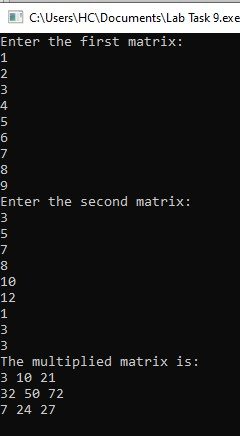 C:\Users\HC\Documents\Lab Task 9.exe
Enter the first matrix:
1
2
3
4
5
6
7
8
9
Enter the second matrix:
3
5
7
8
10
12
1
3
3
The multiplied matrix is:
3 10 21
32 50 72
7 24 27